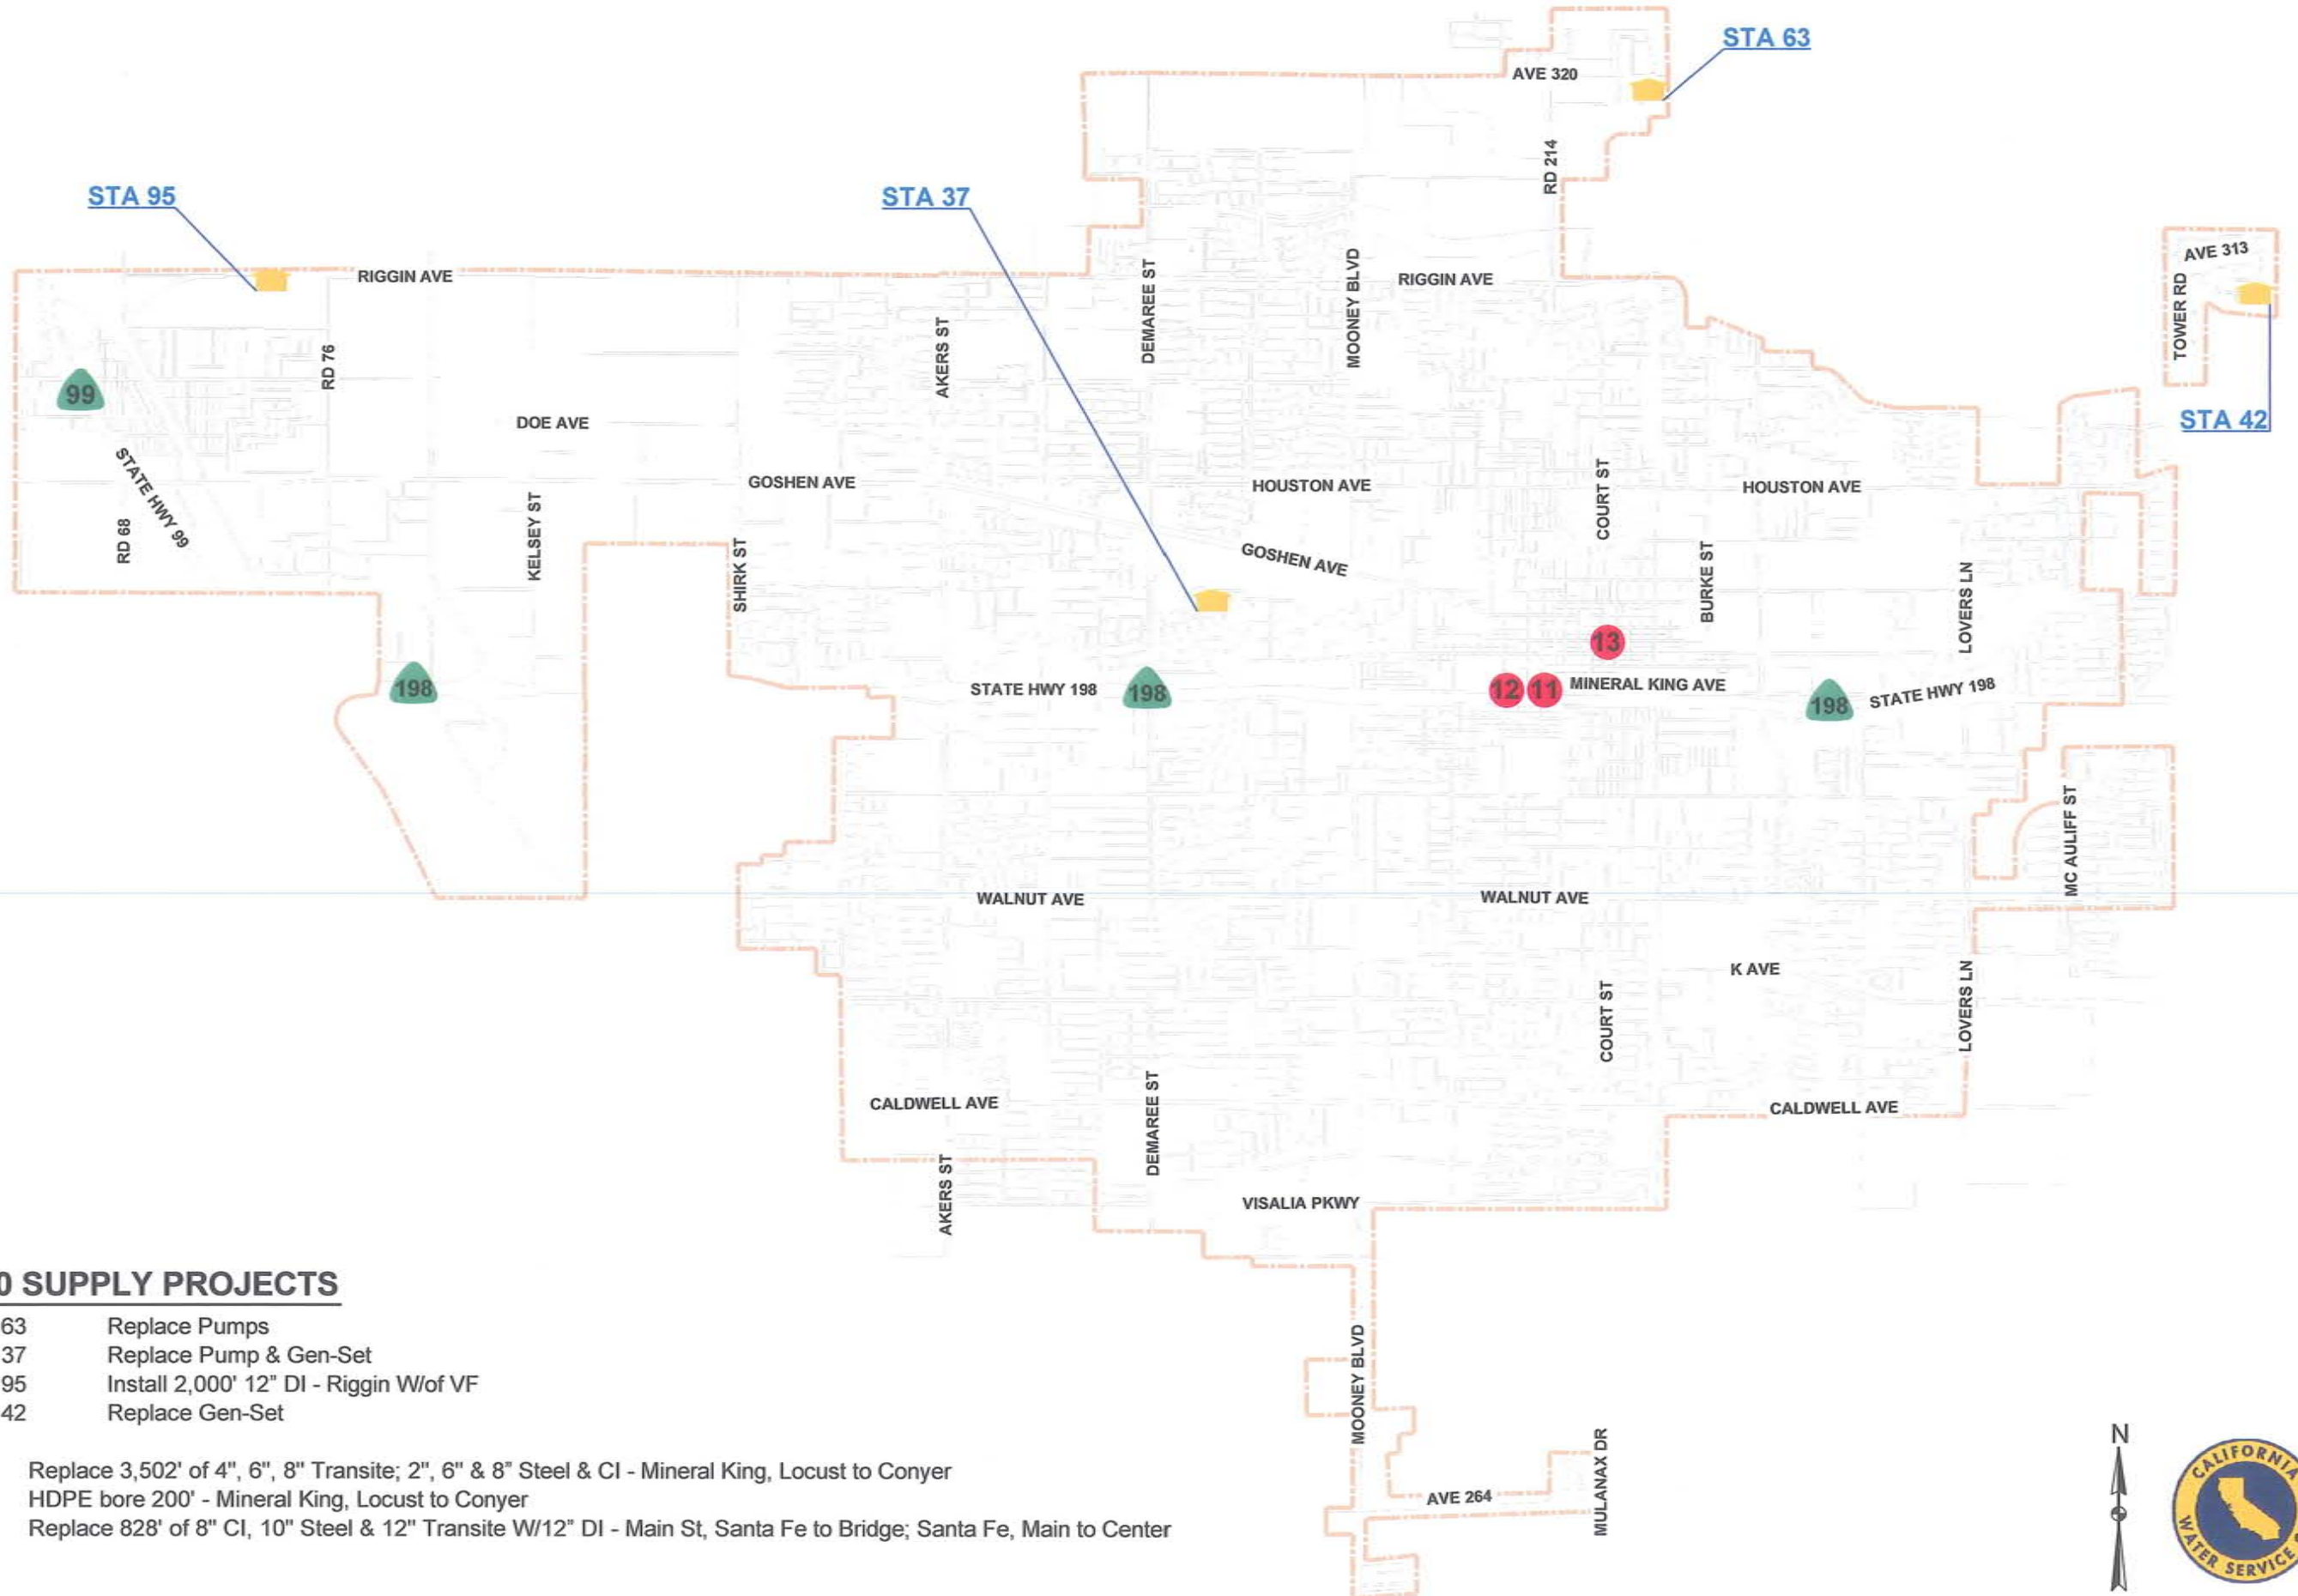 STA 63
AVE 320
RD 214
STA 95
STA 37
AVE 313
TOWER RD
STA 42
RIGGIN AVE
DEMAREE ST
MOONEY BLVD
RIGGIN AVE
AKERS ST
RD 76
99
DOE AVE
STATE HWY 99
RD 68
KELSEY ST
GOSHEN AVE
HOUSTON AVE
COURT ST
HOUSTON AVE
SHIRK ST
GOSHEN AVE
BURKE ST
LOVERS LN
13
198
STATE HWY 198
198
12
11
MINERAL KING AVE
198
STATE HWY 198
MC AULIFF ST
WALNUT AVE
WALNUT AVE
K AVE
COURT ST
LOVERS LN
CALDWELL AVE
DEMAREE ST
CALDWELL AVE
AKERS ST
VISALIA PKWY
MOONEY BLVD
AVE 264
MULANAX DR
0 SUPPLY PROJECTS
63 Replace Pumps
37 Replace Pump & Gen-Set
95 Install 2,000' 12" DI - Riggin W/of VF
42 Replace Gen-Set
Replace 3,502' of 4", 6", 8" Transite; 2", 6" & 8" Steel & CI - Mineral King, Locust to Conyer
HDPE bore 200' - Mineral King, Locust to Conyer
Replace 828' of 8" CI, 10" Steel & 12" Transite W/12" DI - Main St, Santa Fe to Bridge; Santa Fe, Main to Center
N
CALIFORNIA
WATER SERVICE